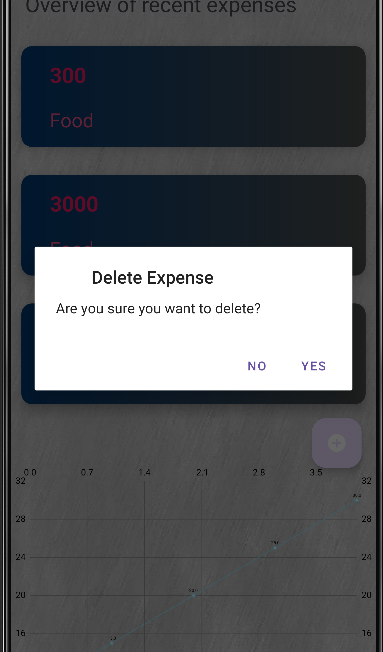 Overview of recent expenses
300
Food
3000
Food
Delete Expense
Are you sure you want to delete?
NO YES
0.0 0.7 1.4 2.1 2.8 3.5
32 32
28 28
24 24
20 20
16 16